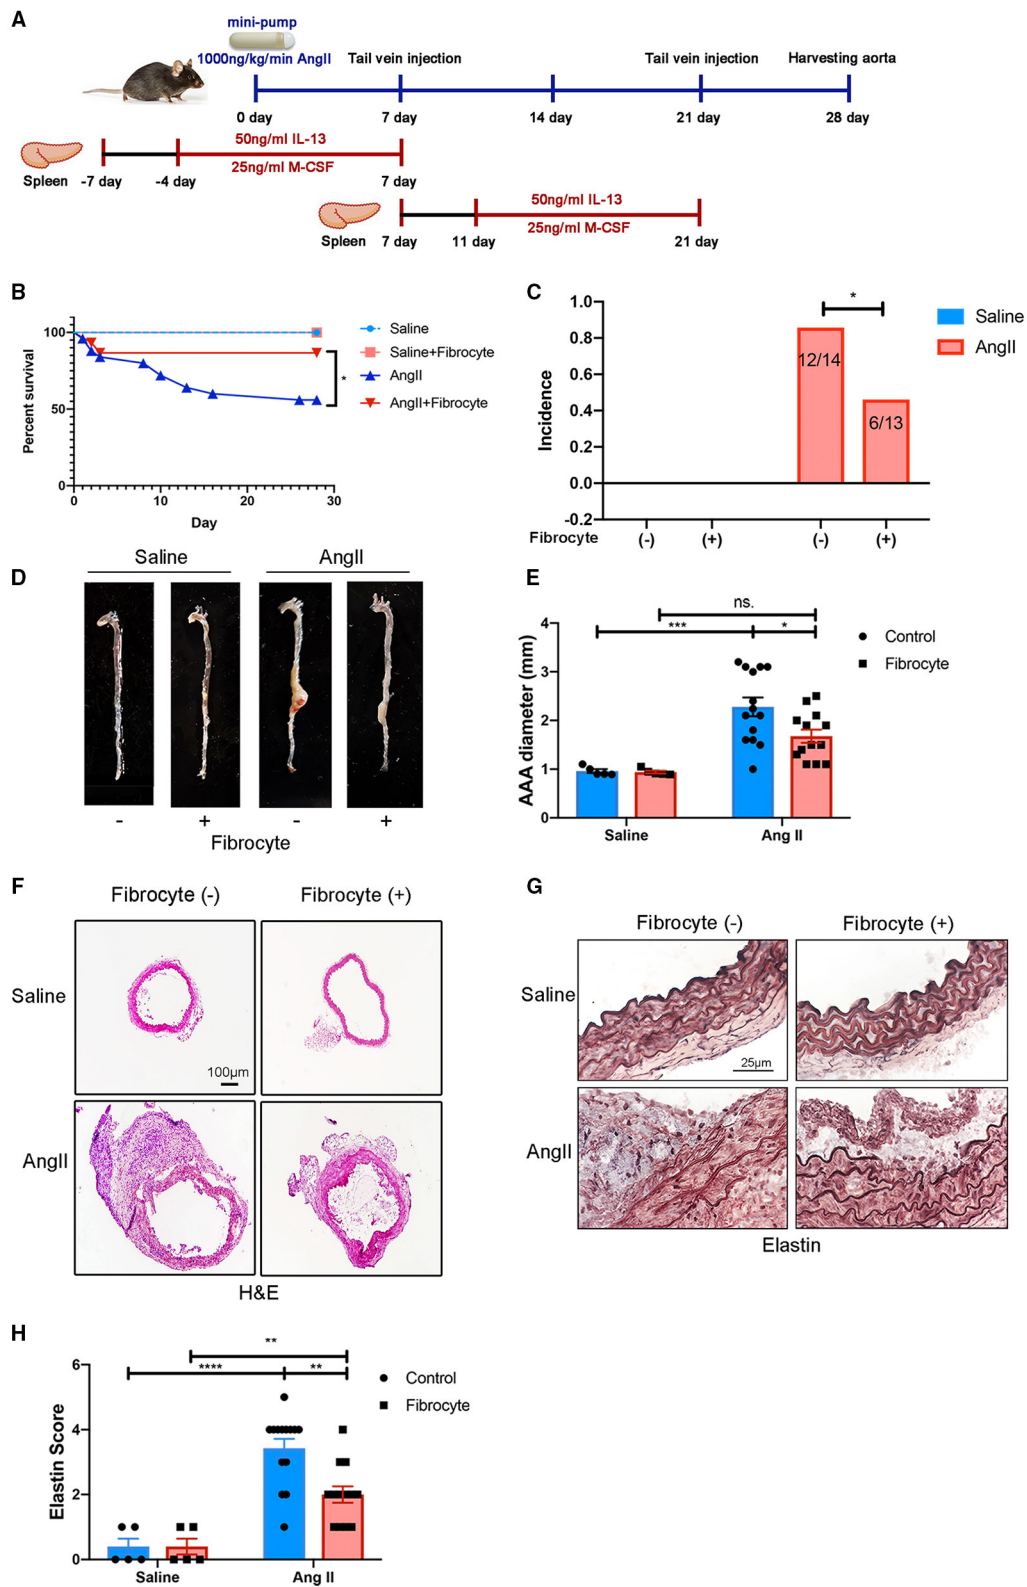 A
mini-pump
1000ng/kg/min AngII
Tail vein injection
Tail vein injection
Harvesting aorta
0 day
7 day
14 day
21 day
28 day
50ng/ml IL-13
25ng/ml M-CSF
Spleen
-7 day
-4 day
7 day
50ng/ml IL-13
25ng/ml M-CSF
Spleen
7 day
11 day
21 day
B
Percent survival
100
50
0
0
10
20
30
Day
Saline
Saline+Fibrocyte
AngII
AngII+Fibrocyte
*
C
Incidence
1.0
0.8
0.6
0.4
0.2
0.0
-0.2
12/14
6/13
*
Saline
AngII
Fibrocyte
(-)
(+)
(-)
(+)
D
Saline
AngII
-
+
-
+
Fibrocyte
E
AAA diameter (mm)
4
3
2
1
0
ns.
***
*
Control
Fibrocyte
Saline
Ang II
F
Fibrocyte (-)
Fibrocyte (+)
Saline
100μm
AngII
H&E
G
Fibrocyte (-)
Fibrocyte (+)
Saline
25μm
AngII
Elastin
H
Elastin Score
6
4
2
0
**
****
**
Control
Fibrocyte
Saline
Ang II